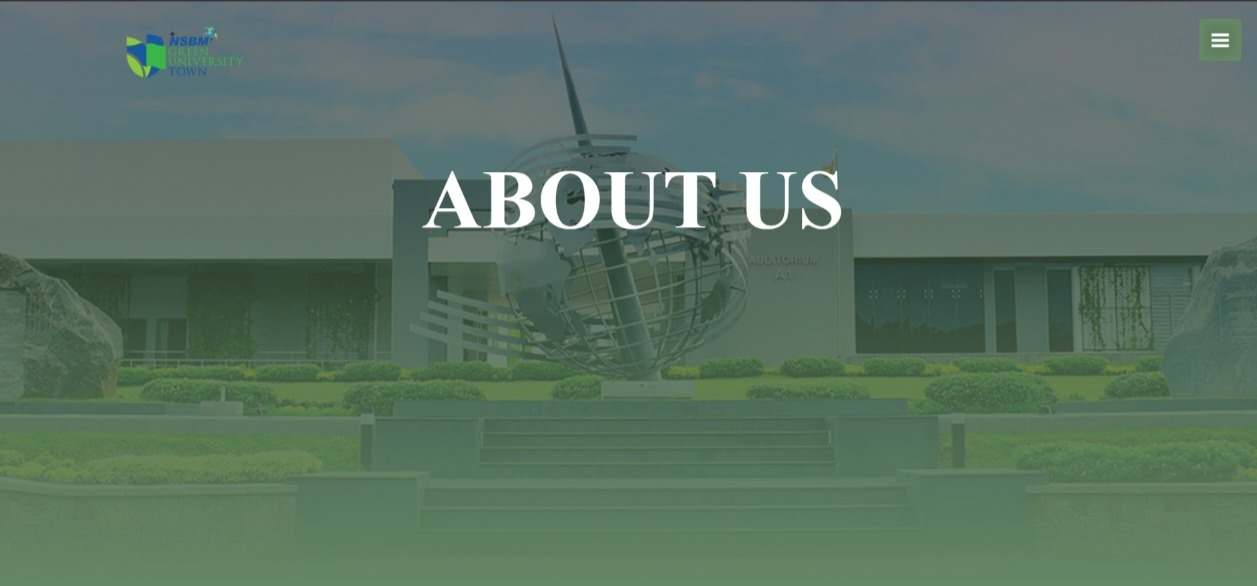 NSBM
GREEN
UNIVERSITY
TOWN
ABOUT US
AUDITORIUM
A1